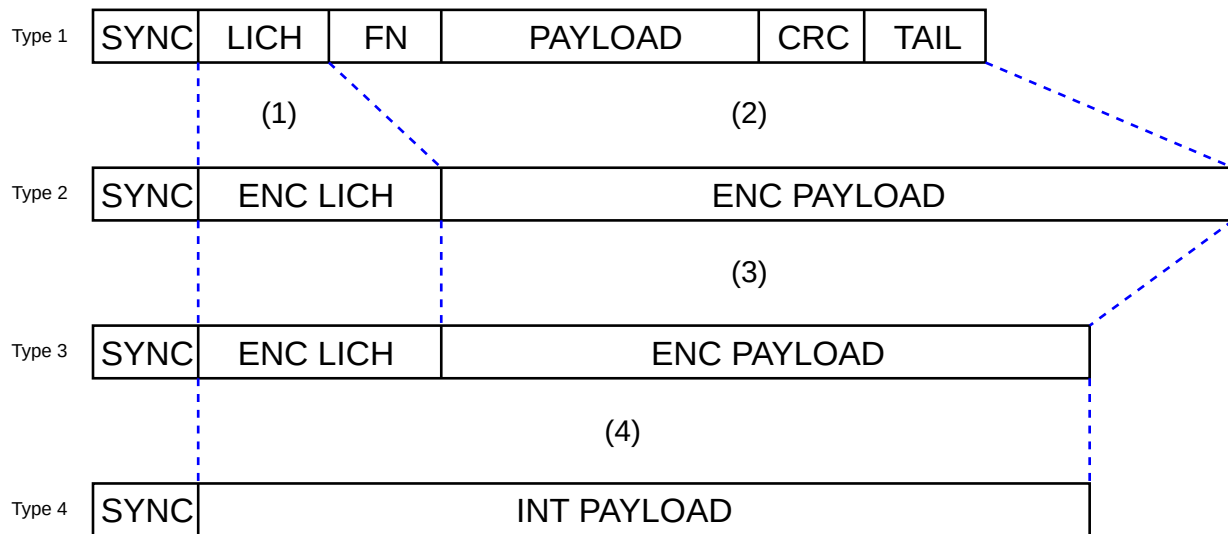 Type 1 SYNC LICH FN PAYLOAD CRC TAIL
(1) (2)
Type 2 SYNC ENC LICH ENC PAYLOAD
(3)
Type 3 SYNC ENC LICH ENC PAYLOAD
(4)
Type 4 SYNC INT PAYLOAD